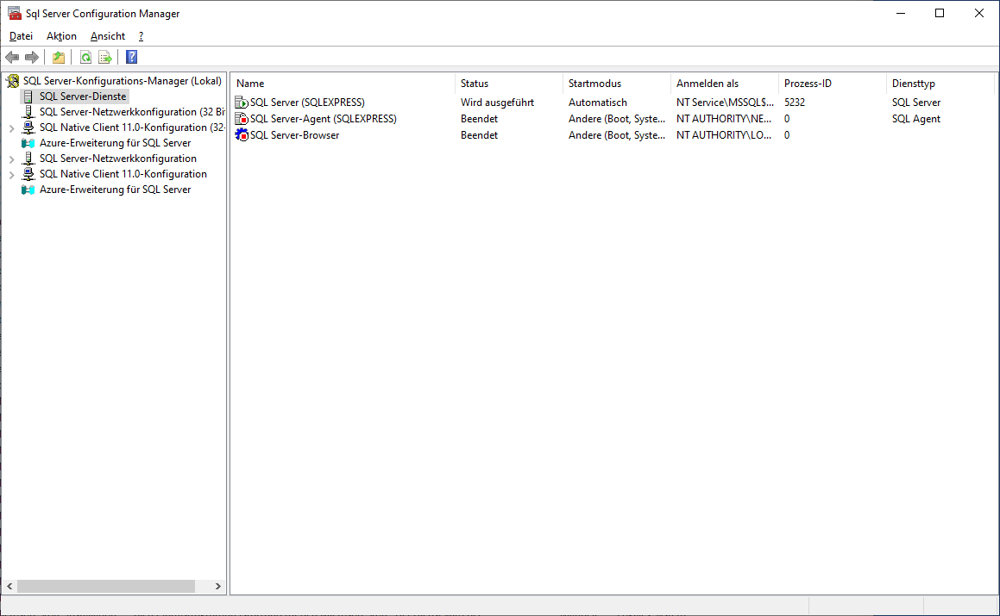 Sql Server Configuration Manager
Datei Aktion Ansicht ?
SQL Server-Konfigurations-Manager (Lokal)
SQL Server-Dienste
SQL Server-Netzwerkkonfiguration (32 Bi
SQL Native Client 11.0-Konfiguration (32-
Azure-Erweiterung für SQL Server
SQL Server-Netzwerkkonfiguration
SQL Native Client 11.0-Konfiguration
Azure-Erweiterung für SQL Server
Name Status Startmodus Anmelden als Prozess-ID Diensttyp
SQL Server (SQLEXPRESS) Wird ausgeführt Automatisch NT Service\MSSQL$... 5232 SQL Server
SQL Server-Agent (SQLEXPRESS) Beendet Andere (Boot, Syste... NT AUTHORITY\NE... 0 SQL Agent
SQL Server-Browser Beendet Andere (Boot, Syste... NT AUTHORITY\LO... 0